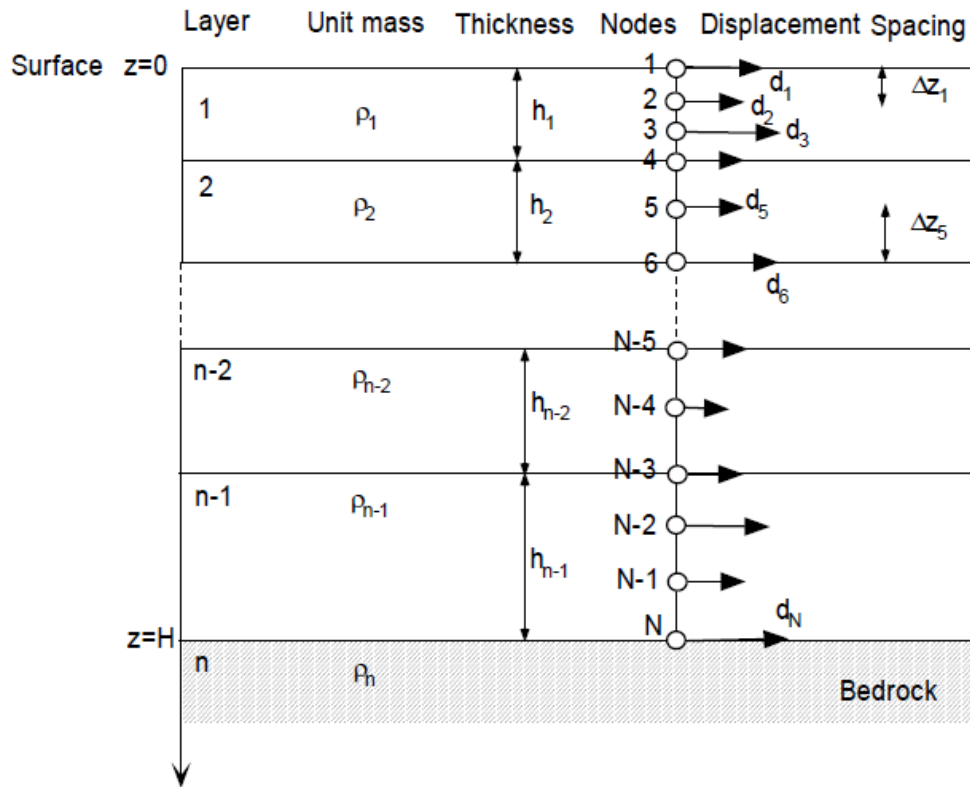 Layer Unit mass Thickness Nodes Displacement Spacing
Surface z=0 1 d₁ Δz₁
1 ρ₁ h₁ 2 d₂
3 d₃
4
2 ρ₂ h₂ 5 d₅ Δz₅
6 d₆
N-5
n-2 ρₙ₋₂ hₙ₋₂ N-4
N-3
n-1 ρₙ₋₁ N-2
hₙ₋₁ N-1
z=H N d_N
n ρₙ Bedrock